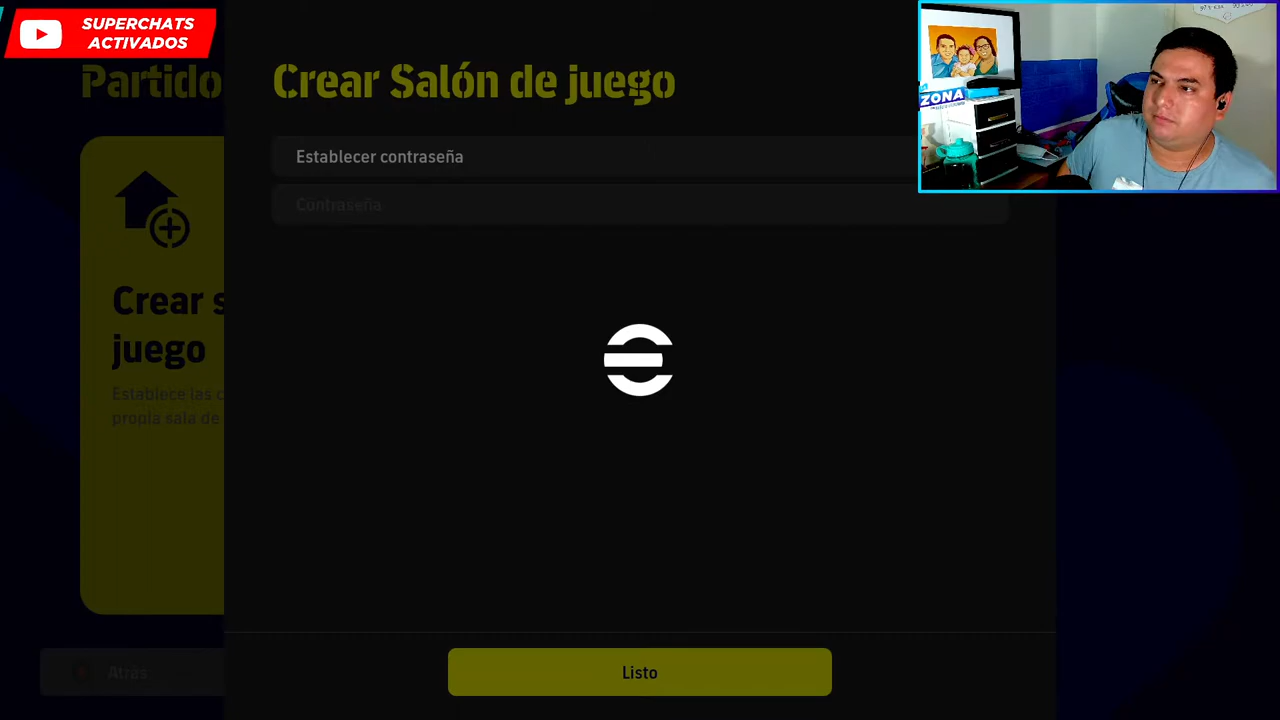 SUPERCHATS
ACTIVADOS
Partido
Crear Salón de juego
Establecer contraseña
Contraseña
Crear s
juego
Establece las c
propia sala de
Atrás
Listo
ZONA